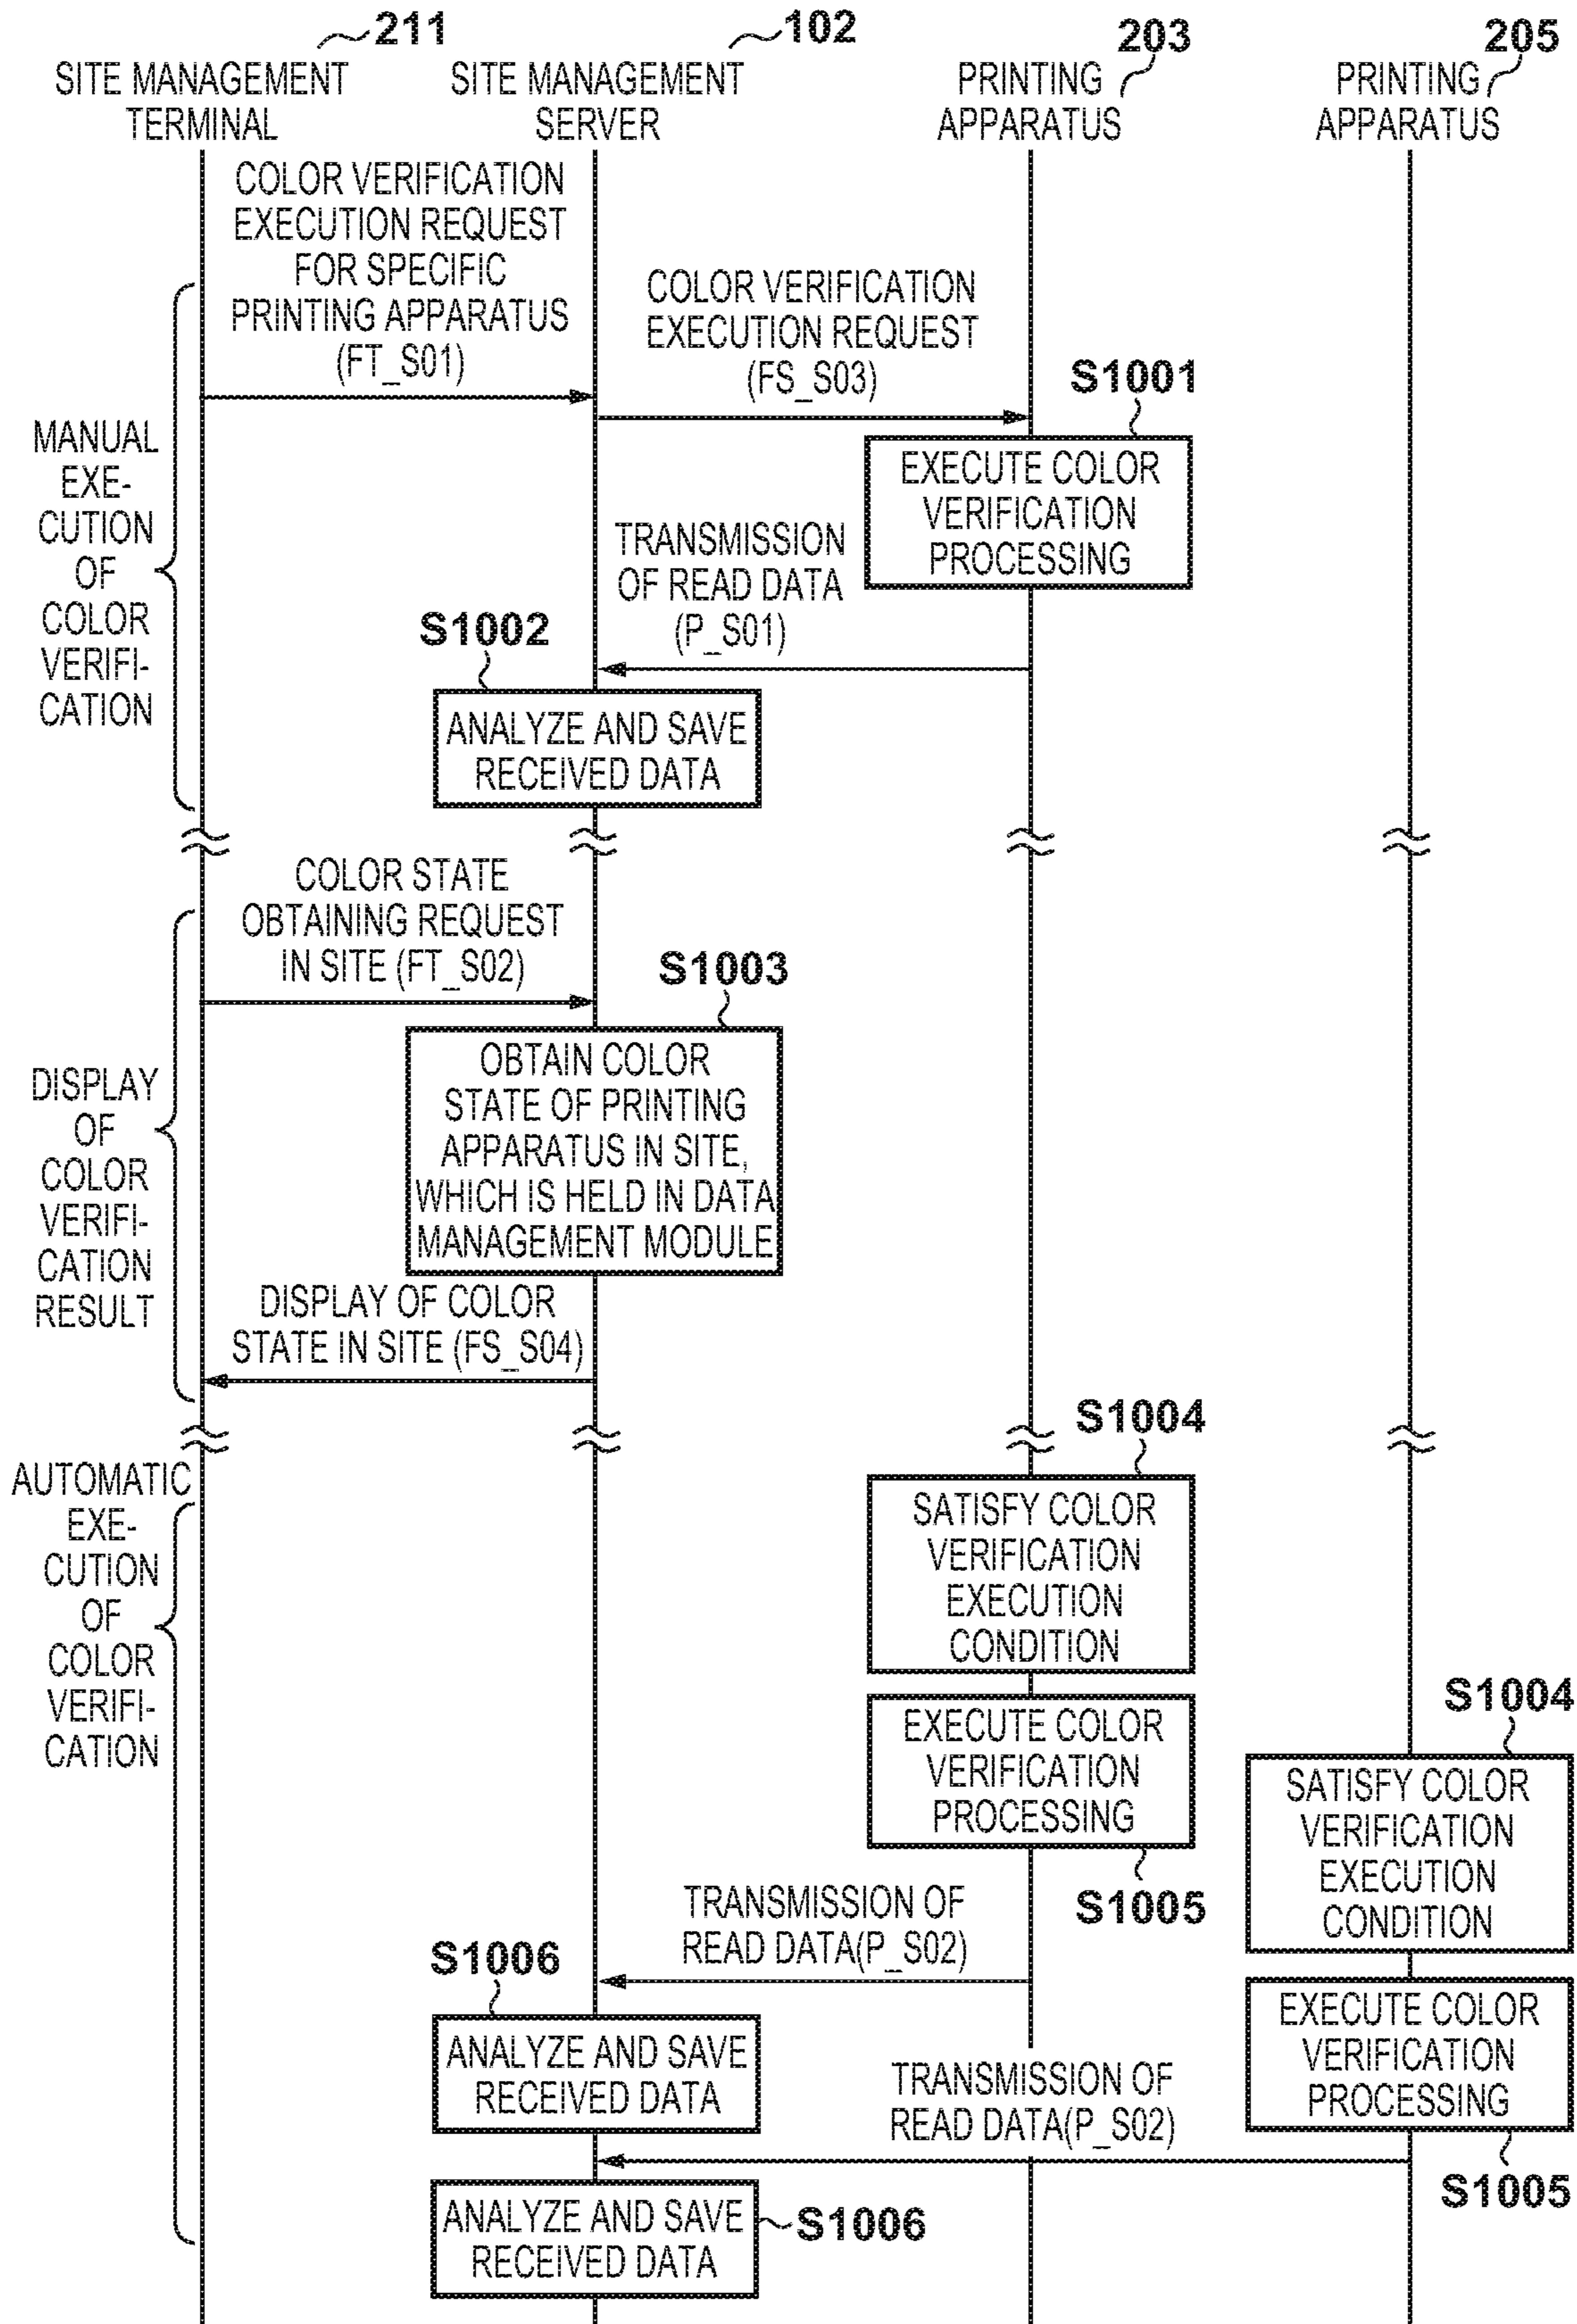 211
SITE MANAGEMENT
TERMINAL
102
SITE MANAGEMENT
SERVER
203
PRINTING
APPARATUS
205
PRINTING
APPARATUS
MANUAL
EXE-
CUTION
OF
COLOR
VERIFI-
CATION
COLOR VERIFICATION
EXECUTION REQUEST
FOR SPECIFIC
PRINTING APPARATUS
(FT_S01)
COLOR VERIFICATION
EXECUTION REQUEST
(FS_S03)
S1001
EXECUTE COLOR
VERIFICATION
PROCESSING
TRANSMISSION
OF READ DATA
(P_S01)
S1002
ANALYZE AND SAVE
RECEIVED DATA
DISPLAY
OF
COLOR
VERIFI-
CATION
RESULT
COLOR STATE
OBTAINING REQUEST
IN SITE (FT_S02)
S1003
OBTAIN COLOR
STATE OF PRINTING
APPARATUS IN SITE,
WHICH IS HELD IN DATA
MANAGEMENT MODULE
DISPLAY OF COLOR
STATE IN SITE (FS_S04)
AUTOMATIC
EXE-
CUTION
OF
COLOR
VERIFI-
CATION
S1004
SATISFY COLOR
VERIFICATION
EXECUTION
CONDITION
EXECUTE COLOR
VERIFICATION
PROCESSING
S1005
S1004
SATISFY COLOR
VERIFICATION
EXECUTION
CONDITION
TRANSMISSION OF
READ DATA(P_S02)
S1006
ANALYZE AND SAVE
RECEIVED DATA
EXECUTE COLOR
VERIFICATION
PROCESSING
S1005
TRANSMISSION OF
READ DATA(P_S02)
ANALYZE AND SAVE
RECEIVED DATA
S1006